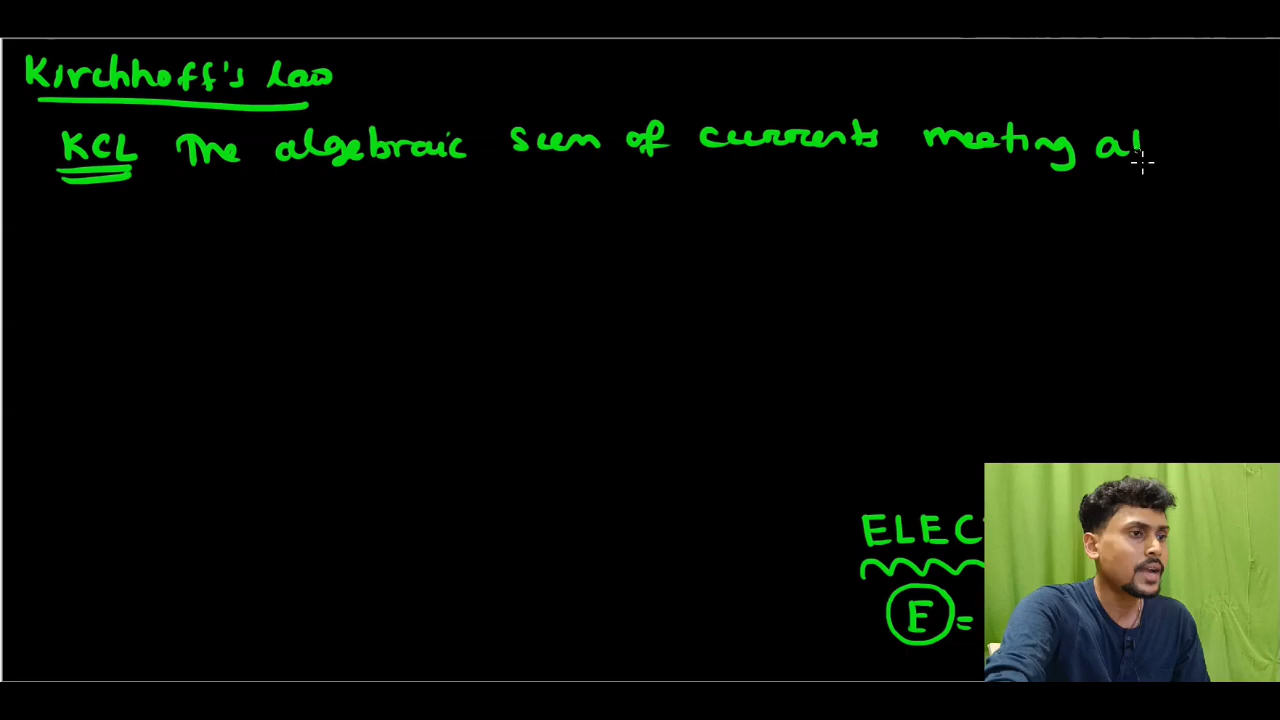 Kirchhoff's Law
KCL The algebraic sum of currents meeting at
ELEC
E =